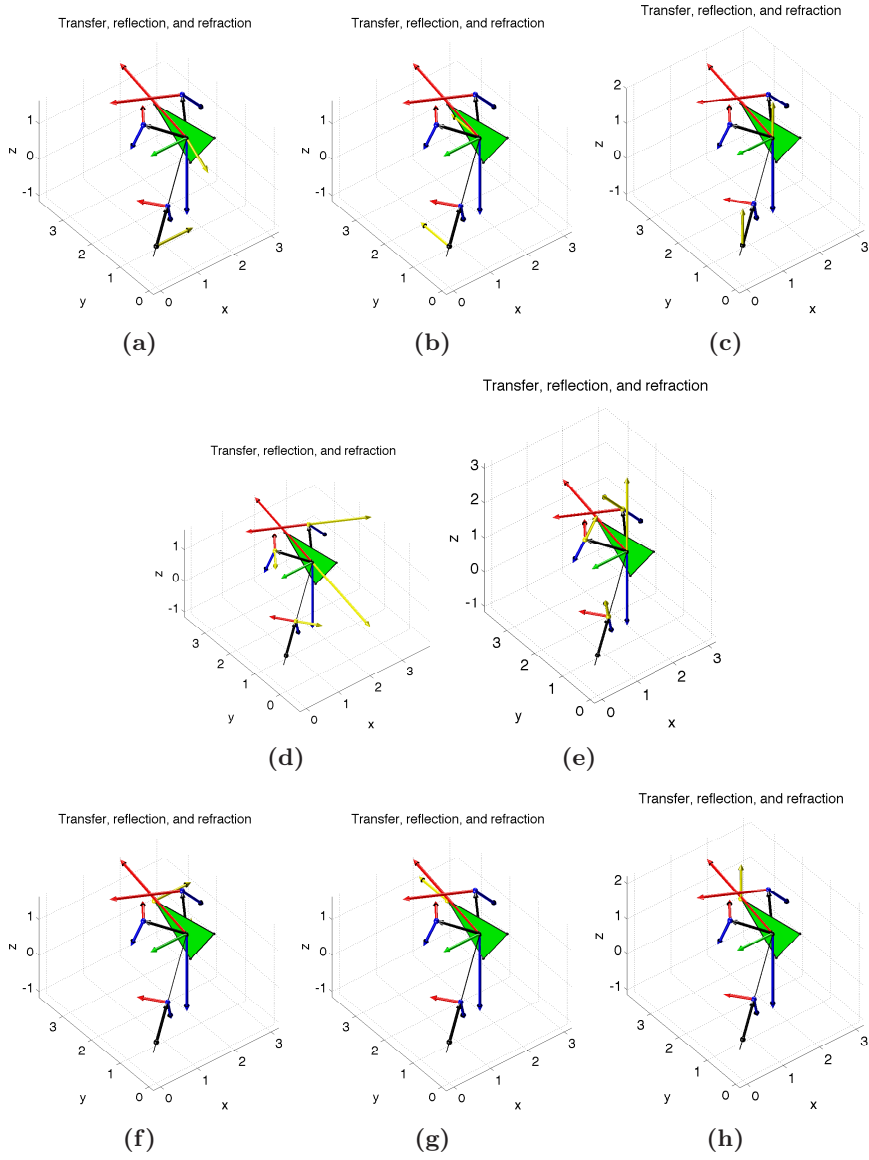 Transfer, reflection, and refraction
Transfer, reflection, and refraction
Transfer, reflection, and refraction
z
1
0
-1
3
2
1
0
y
0
1
2
3
x
z
1
0
-1
3
2
1
0
y
0
1
2
3
x
z
2
1
0
-1
3
2
1
0
y
0
1
2
3
x
(a)
(b)
(c)
Transfer, reflection, and refraction
Transfer, reflection, and refraction
z
1
0
-1
3
2
1
0
y
0
1
2
3
x
z
3
2
1
0
-1
3
2
1
0
y
0
1
2
3
x
(d)
(e)
Transfer, reflection, and refraction
Transfer, reflection, and refraction
Transfer, reflection, and refraction
z
1
0
-1
3
2
1
0
y
0
1
2
3
x
z
1
0
-1
3
2
1
0
y
0
1
2
3
x
z
2
1
0
-1
3
2
1
0
y
0
1
2
3
x
(f)
(g)
(h)